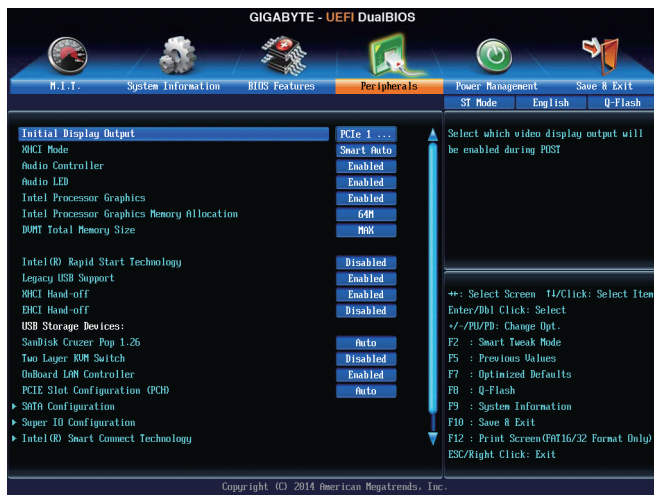 GIGABYTE - UEFI DualBIOS
M.I.T. System Information BIOS Features Peripherals Power Management Save & Exit
ST Mode English Q-Flash
Initial Display Output PCIe 1 ...
XHCI Mode Smart Auto
Audio Controller Enabled
Audio LED Enabled
Intel Processor Graphics Enabled
Intel Processor Graphics Memory Allocation 64M
DVMT Total Memory Size MAX
Intel(R) Rapid Start Technology Disabled
Legacy USB Support Enabled
XHCI Hand-off Enabled
EHCI Hand-off Disabled
USB Storage Devices:
SanDisk Cruzer Pop 1.26 Auto
Two Layer KVM Switch Disabled
OnBoard LAN Controller Enabled
PCIE Slot Configuration (PCH) Auto
SATA Configuration
Super IO Configuration
Intel(R) Smart Connect Technology
Select which video display output will
be enabled during POST
→←: Select Screen ↑↓/Click: Select Item
Enter/Dbl Click: Select
+/-/PU/PD: Change Opt.
F2 : Smart Tweak Mode
F5 : Previous Values
F7 : Optimized Defaults
F8 : Q-Flash
F9 : System Information
F10 : Save & Exit
F12 : Print Screen(FAT16/32 Format Only)
ESC/Right Click: Exit
Copyright (C) 2014 American Megatrends, Inc.